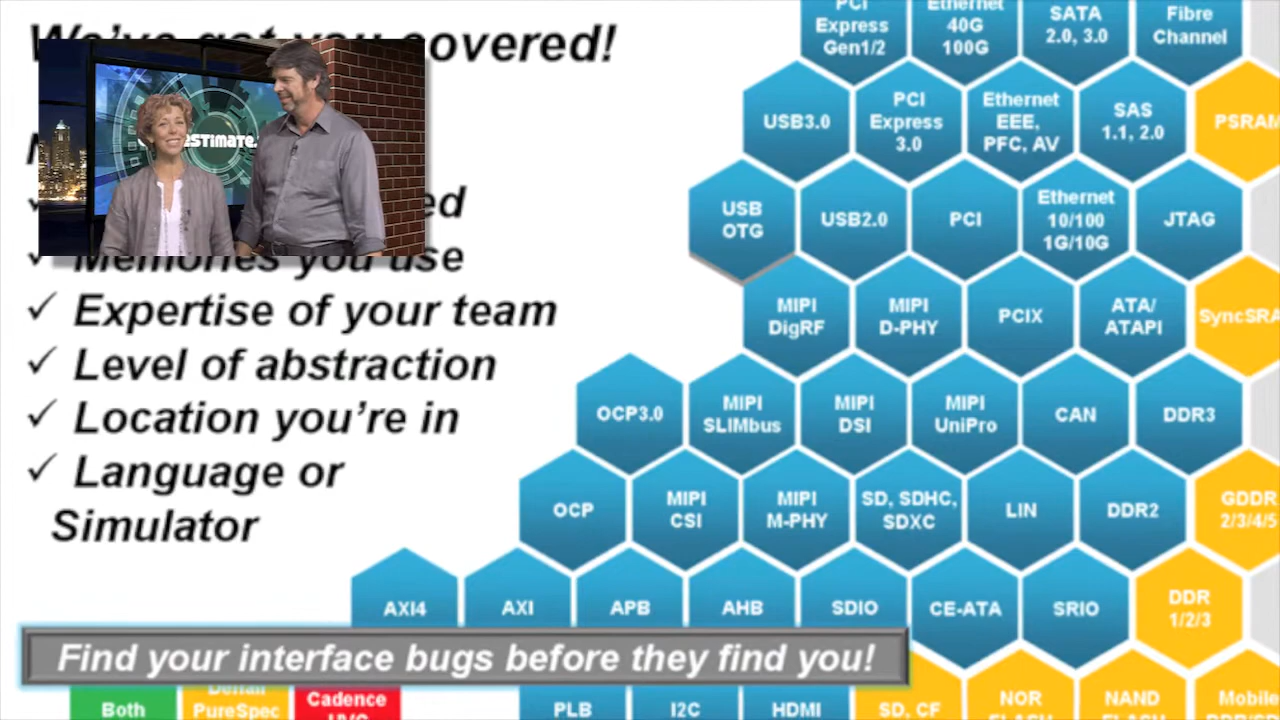 We've got you covered!
ESTIMATE.
ed
Memories you use
✓ Expertise of your team
✓ Level of abstraction
✓ Location you're in
✓ Language or
Simulator
Find your interface bugs before they find you!
PCI
Express
Gen1/2
Ethernet
40G
100G
SATA
2.0, 3.0
Fibre
Channel
USB3.0
PCI
Express
3.0
Ethernet
EEE,
PFC, AV
SAS
1.1, 2.0
PSRAM
USB
OTG
USB2.0
PCI
Ethernet
10/100
1G/10G
JTAG
MIPI
DigRF
MIPI
D-PHY
PCIX
ATA/
ATAPI
SyncSRA
OCP3.0
MIPI
SLIMbus
MIPI
DSI
MIPI
UniPro
CAN
DDR3
OCP
MIPI
CSI
MIPI
M-PHY
SD, SDHC,
SDXC
LIN
DDR2
GDDR
2/3/4/5
AXI4
AXI
APB
AHB
SDIO
CE-ATA
SRIO
DDR
1/2/3
Both
Denali
PureSpec
Cadence
UVC
PLB
I2C
HDMI
SD, CF
NOR
FLASH
NAND
FLASH
Mobile